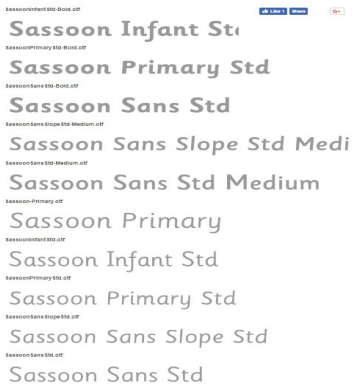 SassoonInfantStd-Bold.otf
Like 1 Share G+
Sassoon Infant Std
SassoonPrimaryStd-Bold.otf
Sassoon Primary Std
SassoonSansStd-Bold.otf
Sassoon Sans Std
SassoonSansSlopeStd-Medium.otf
Sassoon Sans Slope Std Medi
SassoonSansStd-Medium.otf
Sassoon Sans Std Medium
Sassoon-Primary.otf
Sassoon Primary
SassoonInfantStd.otf
Sassoon Infant Std
SassoonPrimaryStd.otf
Sassoon Primary Std
SassoonSansSlopeStd.otf
Sassoon Sans Slope Std
SassoonSansStd.otf
Sassoon Sans Std